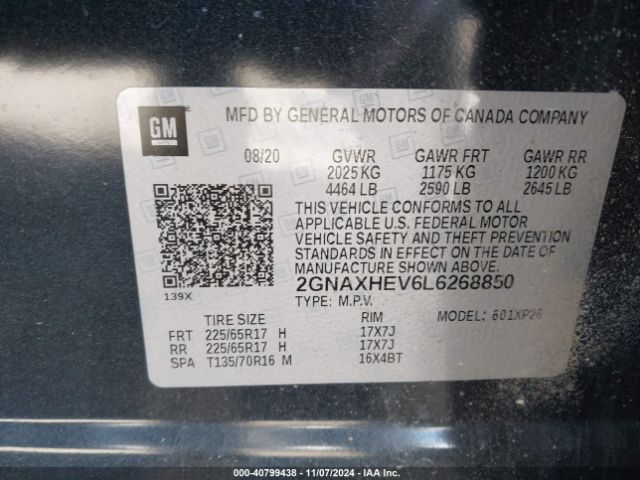 GM
MFD BY GENERAL MOTORS OF CANADA COMPANY
08/20 GVWR GAWR FRT GAWR RR
2025 KG 1175 KG 1200 KG
4464 LB 2590 LB 2645 LB
THIS VEHICLE CONFORMS TO ALL
APPLICABLE U.S. FEDERAL MOTOR
VEHICLE SAFETY AND THEFT PREVENTION
STANDARDS IN EFFECT ON THE DATE OF
MANUFACTURE SHOWN ABOVE.
139X
2GNAXHEV6L6268850
TYPE: M.P.V.
TIRE SIZE RIM MODEL: 601XP26
FRT 225/65R17 H 17X7J
RR 225/65R17 H 17X7J
SPA T135/70R16 M 16X4BT
000-40799438 - 11/07/2024 - IAA Inc.